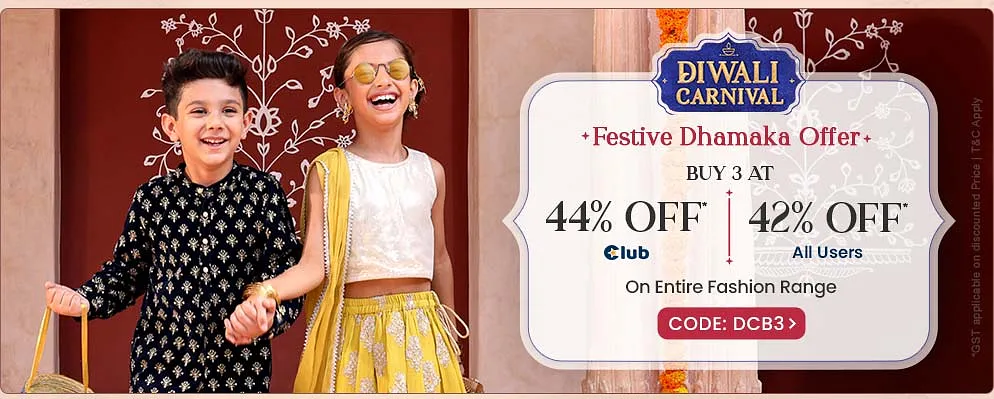 DIWALI
CARNIVAL
Festive Dhamaka Offer
BUY 3 AT
44% OFF*
Club
42% OFF*
All Users
On Entire Fashion Range
CODE: DCB3 >
*GST applicable on discounted Price | T&C Apply